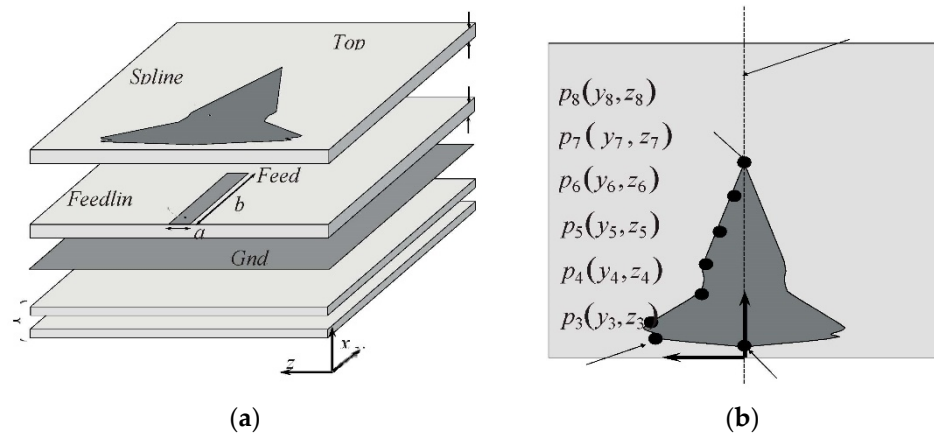 Top
Spline
Feed
Feedlin
b
a
Gnd
x
z
p8(y8, z8)
p7( y7 , z7)
p6(y6, z6)
p5(y5, z5)
p4(y4, z4)
p3(y3, z3)
(a)
(b)